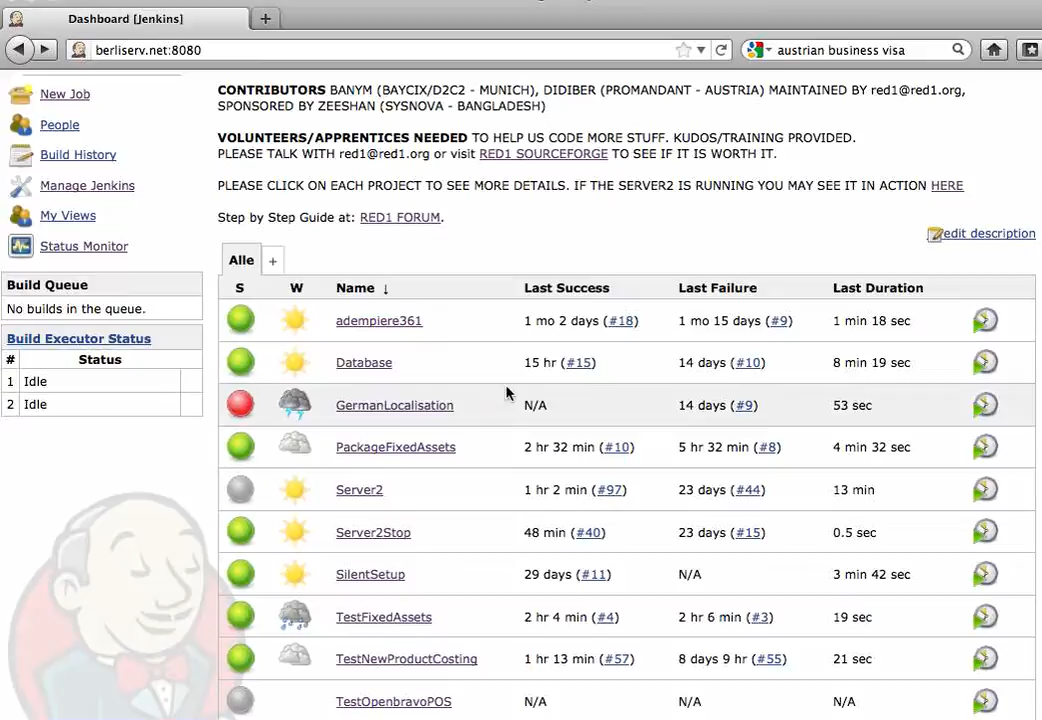 Dashboard [Jenkins]
+
berliserv.net:8080
austrian business visa
New Job
People
Build History
Manage Jenkins
My Views
Status Monitor
Build Queue
No builds in the queue.
Build Executor Status
# Status
1 Idle
2 Idle
CONTRIBUTORS BANYM (BAYCIX/D2C2 - MUNICH), DIDIBER (PROMANDANT - AUSTRIA) MAINTAINED BY red1@red1.org,
SPONSORED BY ZEESHAN (SYSNOVA - BANGLADESH)
VOLUNTEERS/APPRENTICES NEEDED TO HELP US CODE MORE STUFF. KUDOS/TRAINING PROVIDED.
PLEASE TALK WITH red1@red1.org or visit RED1 SOURCEFORGE TO SEE IF IT IS WORTH IT.
PLEASE CLICK ON EACH PROJECT TO SEE MORE DETAILS. IF THE SERVER2 IS RUNNING YOU MAY SEE IT IN ACTION HERE
Step by Step Guide at: RED1 FORUM.
edit description
Alle +
S W Name ↓ Last Success Last Failure Last Duration
adempiere361 1 mo 2 days (#18) 1 mo 15 days (#9) 1 min 18 sec
Database 15 hr (#15) 14 days (#10) 8 min 19 sec
GermanLocalisation N/A 14 days (#9) 53 sec
PackageFixedAssets 2 hr 32 min (#10) 5 hr 32 min (#8) 4 min 32 sec
Server2 1 hr 2 min (#97) 23 days (#44) 13 min
Server2Stop 48 min (#40) 23 days (#15) 0.5 sec
SilentSetup 29 days (#11) N/A 3 min 42 sec
TestFixedAssets 2 hr 4 min (#4) 2 hr 6 min (#3) 19 sec
TestNewProductCosting 1 hr 13 min (#57) 8 days 9 hr (#55) 21 sec
TestOpenbravoPOS N/A N/A N/A